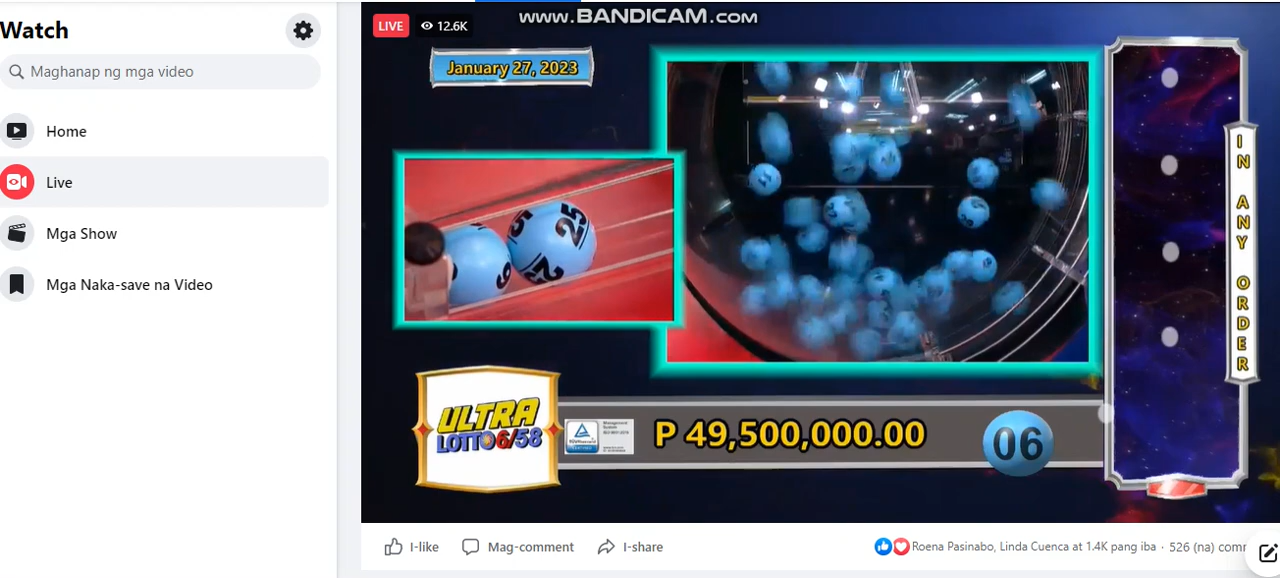 Watch
Maghanap ng mga video
Home
Live
Mga Show
Mga Naka-save na Video
WWW.BANDICAM.COM
LIVE 12.6K
January 27, 2023
25
ULTRA
LOTTO 6/58
P 49,500,000.00
06
IN ANY ORDER
I-like
Mag-comment
I-share
Roena Pasinabo, Linda Cuenca at 1.4K pang iba · 526 (na) comm